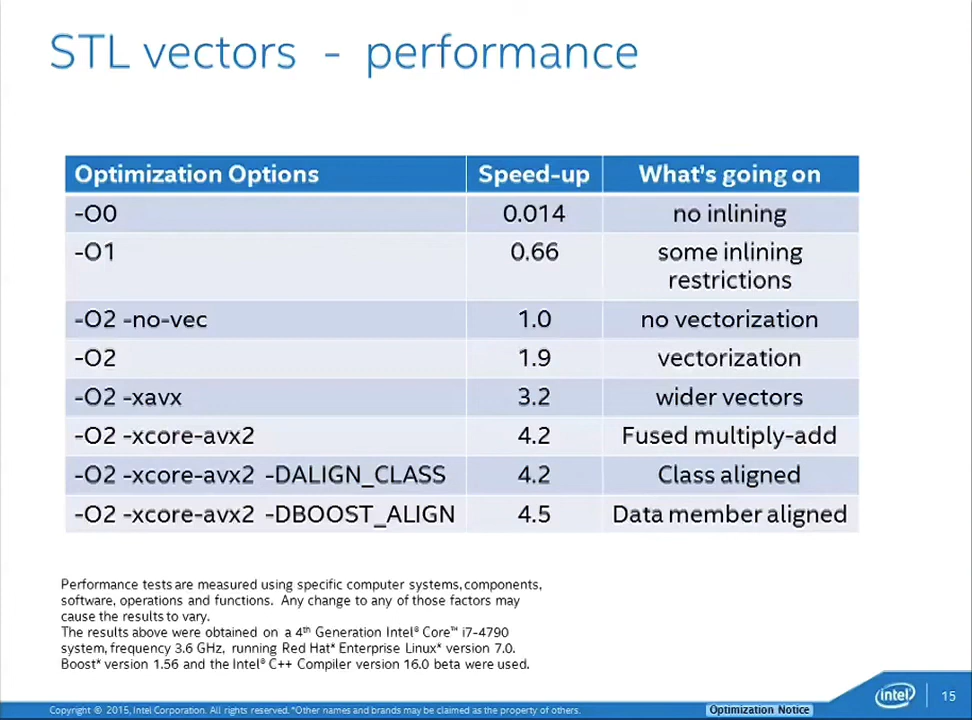 STL vectors - performance
Optimization Options Speed-up What's going on
-O0 0.014 no inlining
-O1 0.66 some inlining
restrictions
-O2 -no-vec 1.0 no vectorization
-O2 1.9 vectorization
-O2 -xavx 3.2 wider vectors
-O2 -xcore-avx2 4.2 Fused multiply-add
-O2 -xcore-avx2 -DALIGN_CLASS 4.2 Class aligned
-O2 -xcore-avx2 -DBOOST_ALIGN 4.5 Data member aligned
Performance tests are measured using specific computer systems, components,
software, operations and functions. Any change to any of those factors may
cause the results to vary.
The results above were obtained on a 4th Generation Intel® Core™ i7-4790
system, frequency 3.6 GHz, running Red Hat* Enterprise Linux* version 7.0.
Boost* version 1.56 and the Intel® C++ Compiler version 16.0 beta were used.
intel 15
Copyright © 2015, Intel Corporation. All rights reserved. *Other names and brands may be claimed as the property of others. Optimization Notice